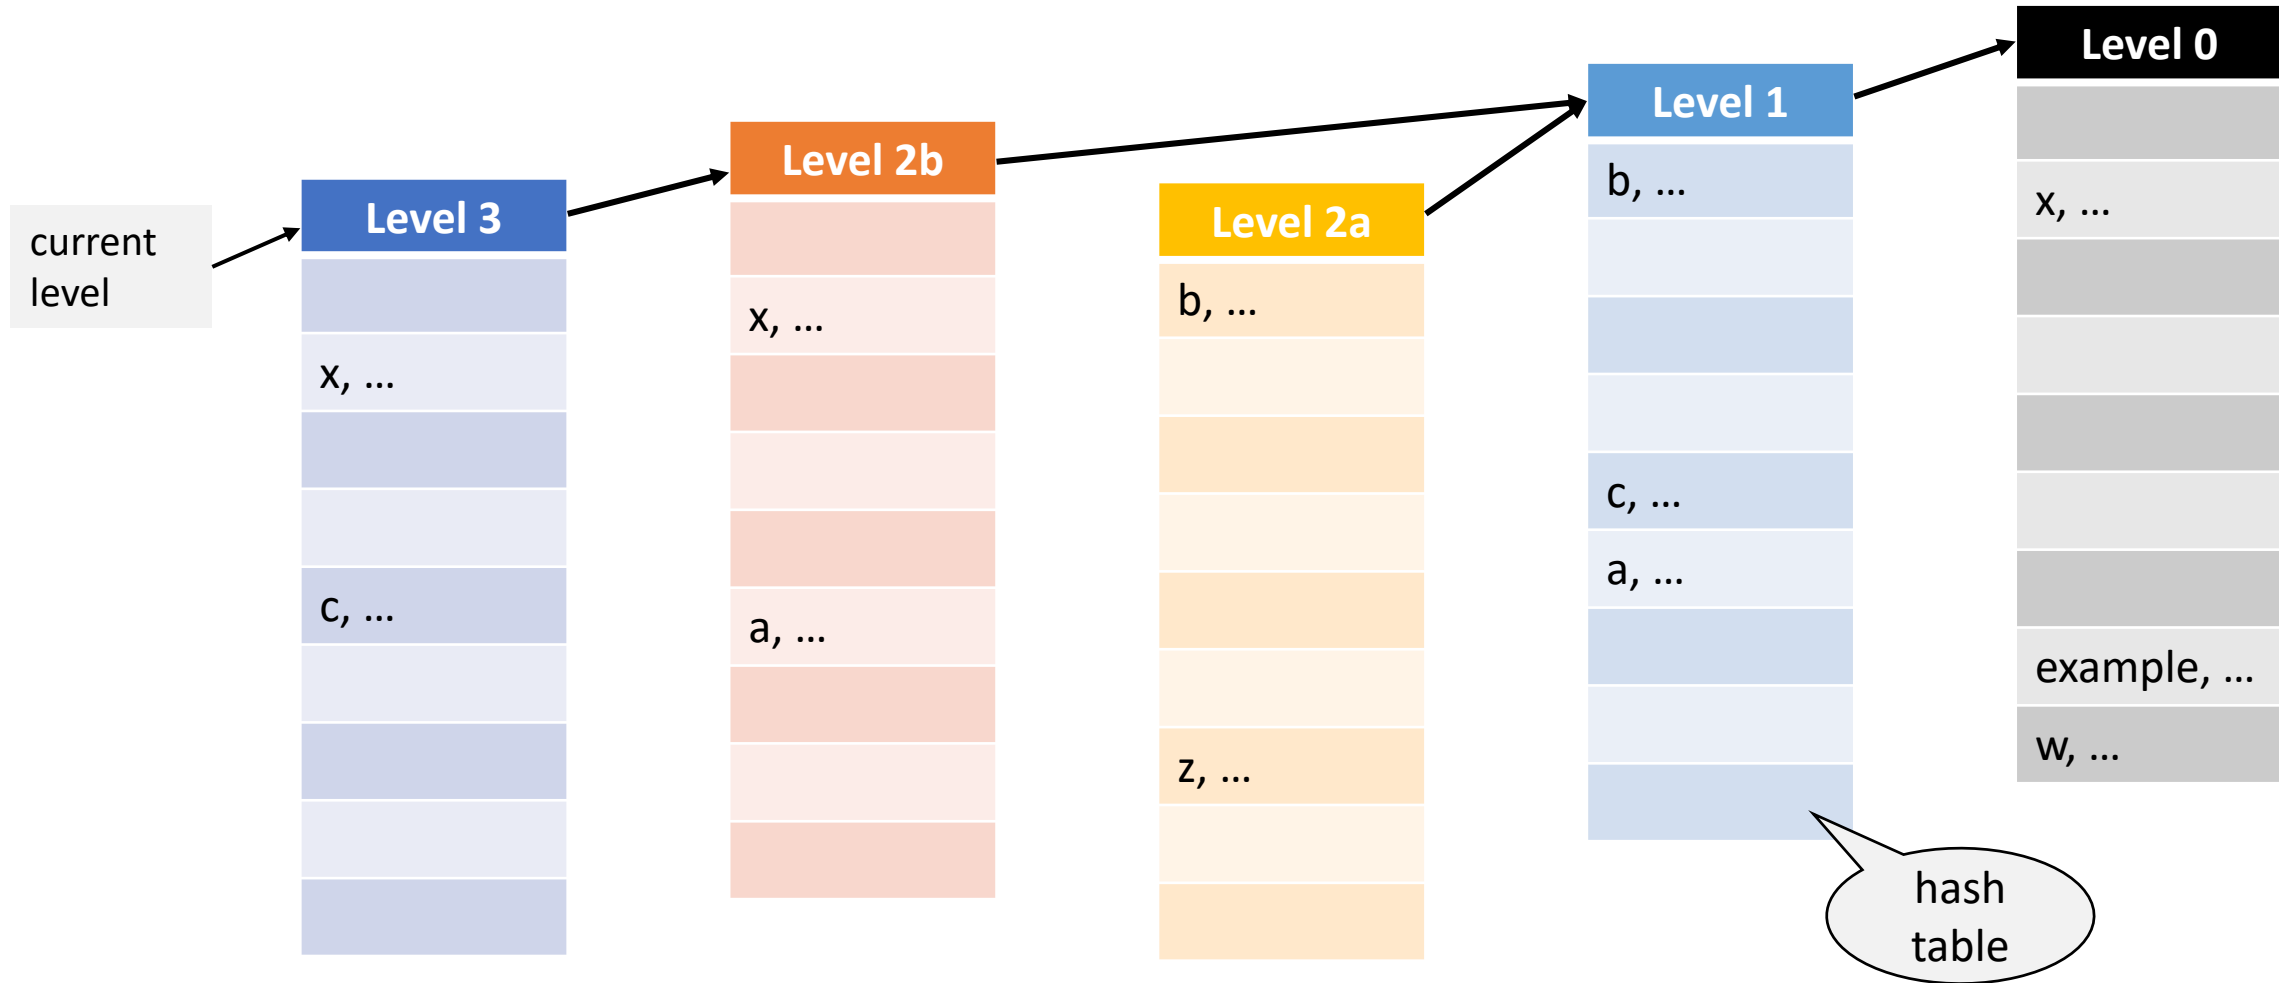 current
level
Level 3
x, ...
c, ...
Level 2b
x, ...
a, ...
Level 2a
b, ...
z, ...
Level 1
b, ...
c, ...
a, ...
hash
table
Level 0
x, ...
example, ...
w, ...